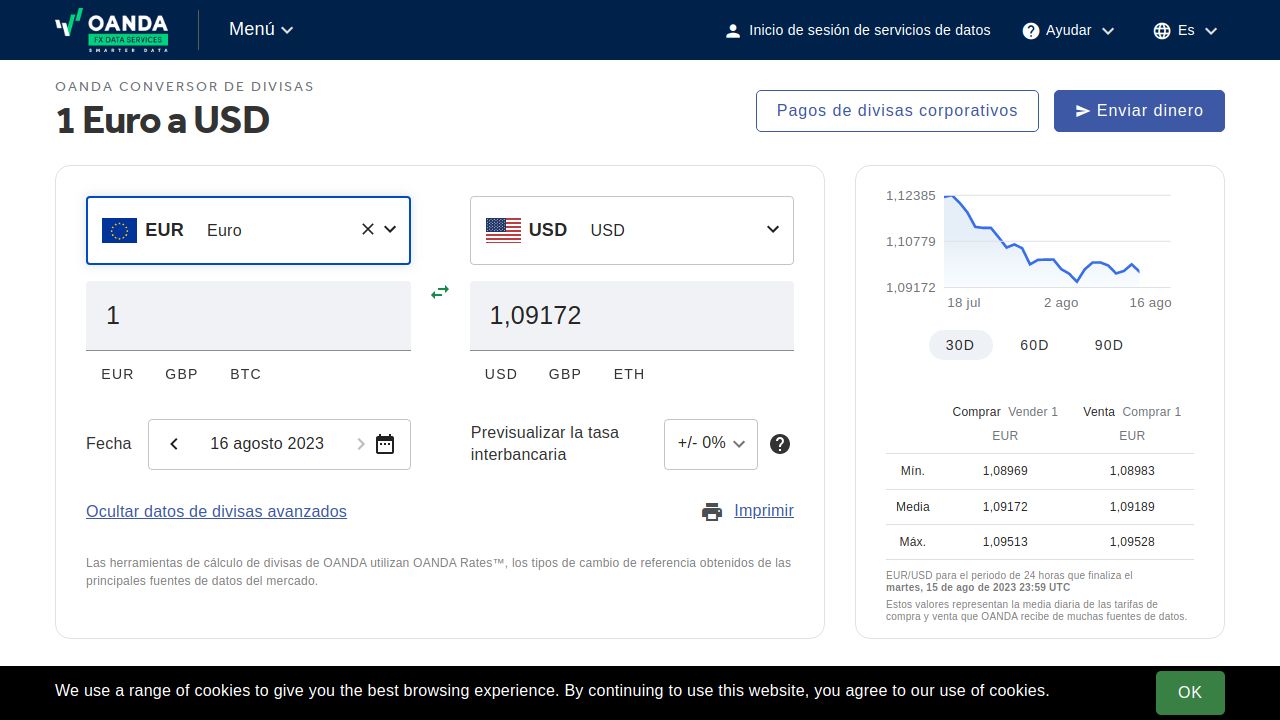 OANDA
FX DATA SERVICES
SMARTER DATA
Menú
Inicio de sesión de servicios de datos
Ayudar
Es
OANDA CONVERSOR DE DIVISAS
1 Euro a USD
Pagos de divisas corporativos
Enviar dinero
EUR Euro
USD USD
1
1,09172
EUR GBP BTC
USD GBP ETH
Fecha
16 agosto 2023
Previsualizar la tasa
interbancaria
+/- 0%
Ocultar datos de divisas avanzados
Imprimir
Las herramientas de cálculo de divisas de OANDA utilizan OANDA Rates™, los tipos de cambio de referencia obtenidos de las
principales fuentes de datos del mercado.
1,12385
1,10779
1,09172
18 jul 2 ago 16 ago
30D 60D 90D
Comprar Vender 1 Venta Comprar 1
EUR EUR
Mín. 1,08969 1,08983
Media 1,09172 1,09189
Máx. 1,09513 1,09528
EUR/USD para el periodo de 24 horas que finaliza el
martes, 15 de ago de 2023 23:59 UTC
Estos valores representan la media diaria de las tarifas de
compra y venta que OANDA recibe de muchas fuentes de datos.
We use a range of cookies to give you the best browsing experience. By continuing to use this website, you agree to our use of cookies.
OK